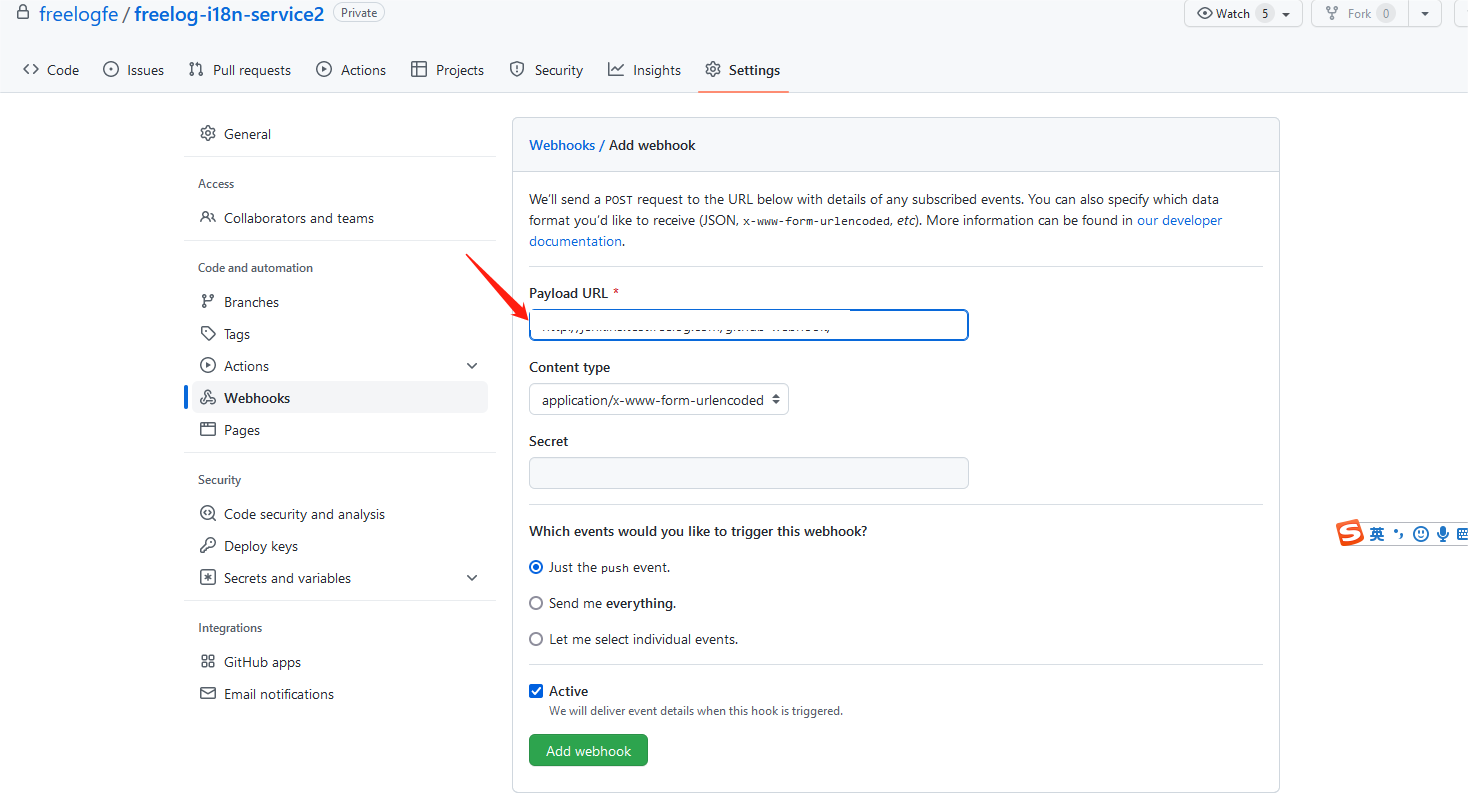 freelogfe / freelog-i18n-service2 Private Watch 5 Fork 0
Code Issues Pull requests Actions Projects Security Insights Settings
General
Access
Collaborators and teams
Code and automation
Branches
Tags
Actions
Webhooks
Pages
Security
Code security and analysis
Deploy keys
Secrets and variables
Integrations
GitHub apps
Email notifications
Webhooks / Add webhook
We'll send a POST request to the URL below with details of any subscribed events. You can also specify which data
format you'd like to receive (JSON, x-www-form-urlencoded, etc). More information can be found in our developer
documentation.
Payload URL *
Content type
application/x-www-form-urlencoded
Secret
Which events would you like to trigger this webhook?
Just the push event.
Send me everything.
Let me select individual events.
Active
We will deliver event details when this hook is triggered.
Add webhook
S 英